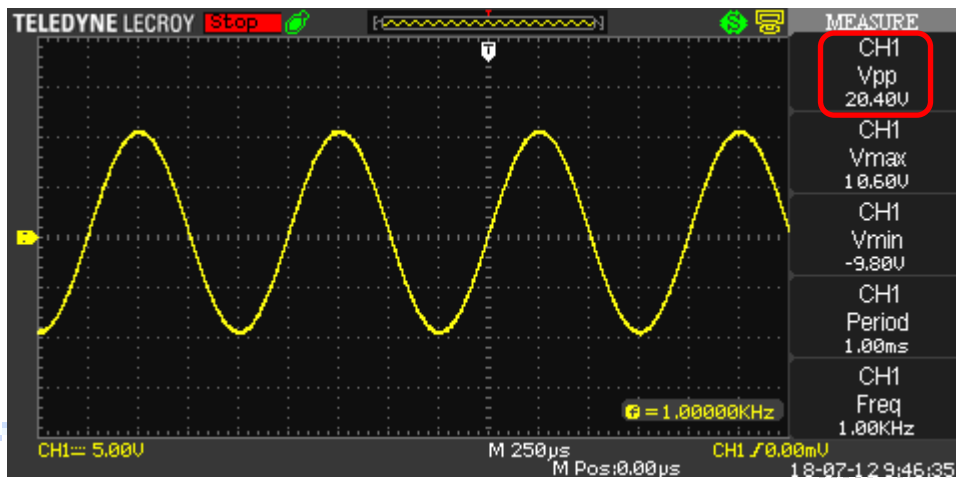 TELEDYNE LECROY Stop
T
MEASURE
CH1
Vpp
20.40V
CH1
Vmax
10.60V
CH1
Vmin
-9.80V
CH1
Period
1.00ms
CH1
Freq
1.00KHz
f = 1.00000KHz
CH1 5.00V
M 250µs
CH1 / 0.00mV
M Pos:0.00µs
18-07-12 9:46:35